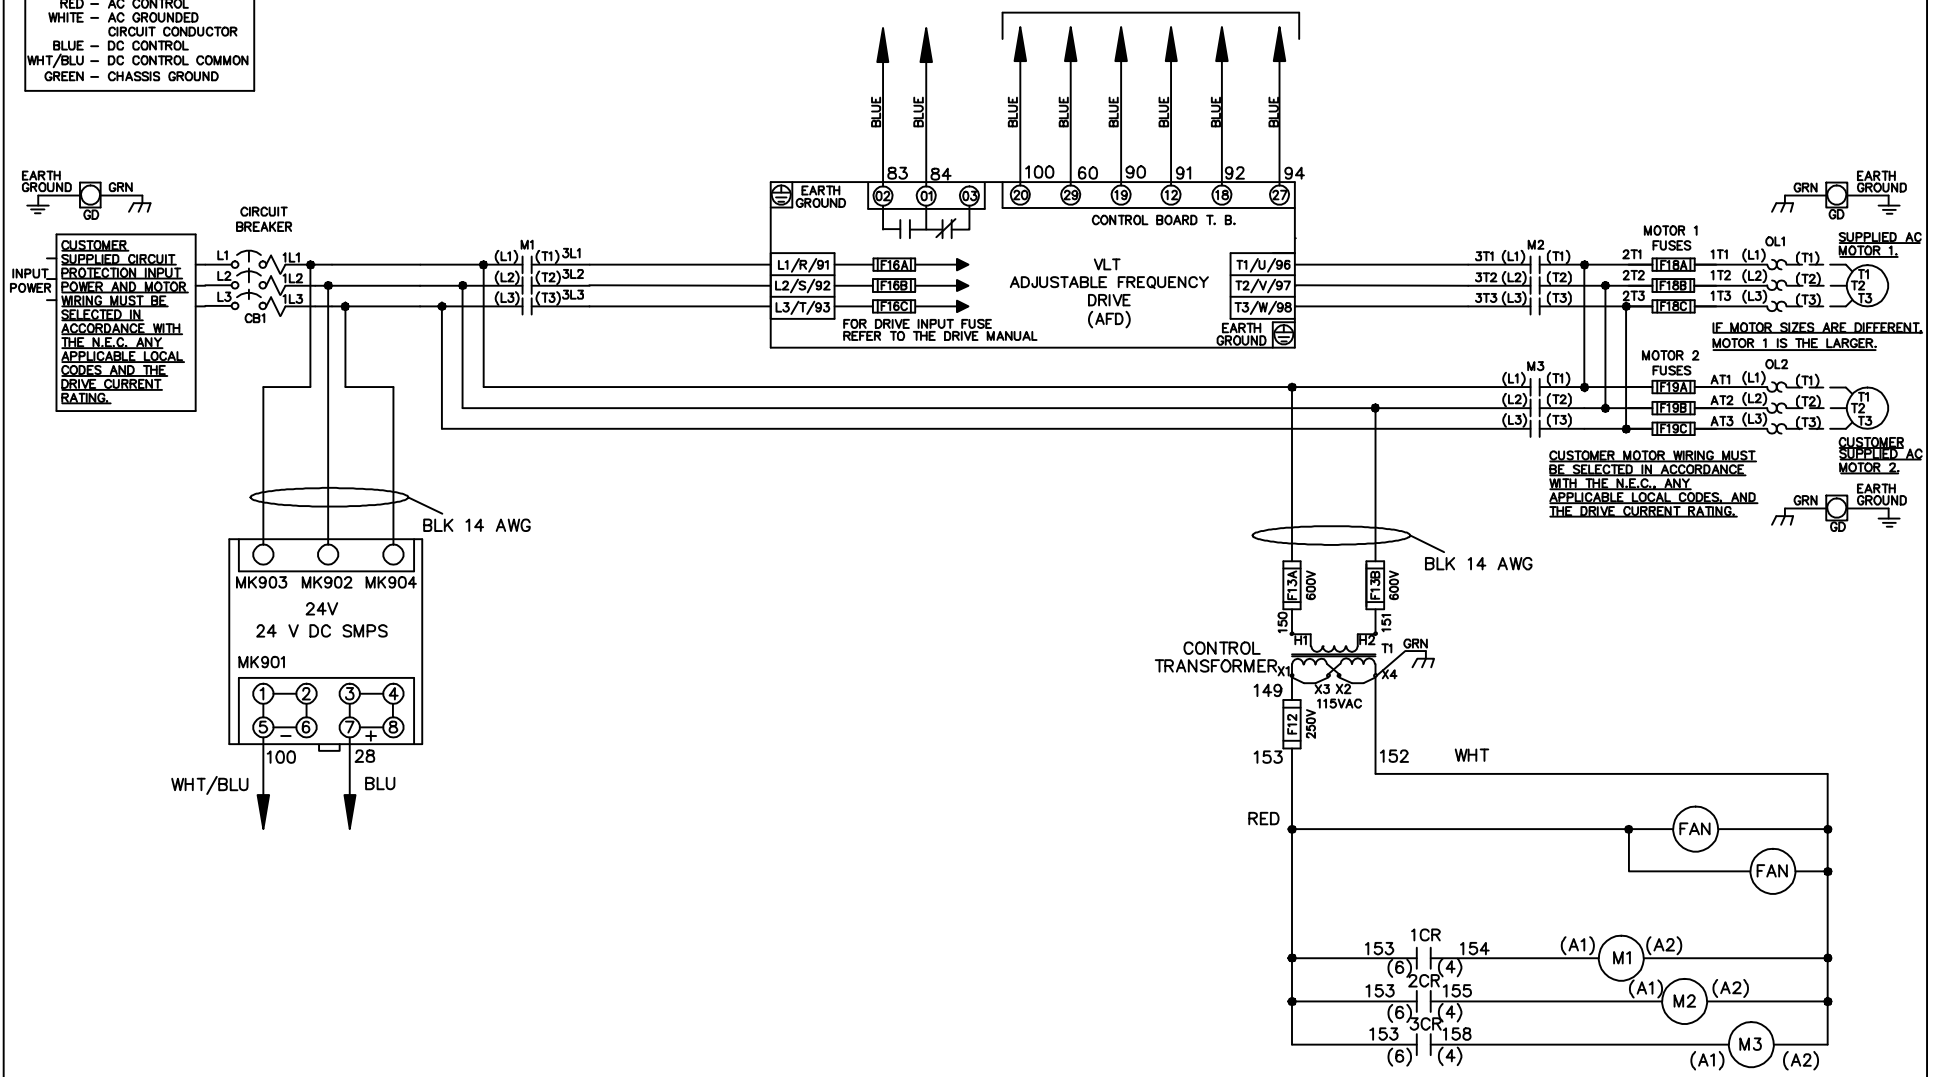 RED – AC CONTROL
WHITE – AC GROUNDED
CIRCUIT CONDUCTOR
BLUE – DC CONTROL
WHT/BLU – DC CONTROL COMMON
GREEN – CHASSIS GROUND
BLUE
BLUE
BLUE
BLUE
BLUE
BLUE
BLUE
BLUE
83
84
100
60
90
91
92
94
EARTH
GROUND
GRN
GD
CIRCUIT
BREAKER
EARTH
GROUND
02
01
03
20
29
19
12
18
27
CONTROL BOARD T. B.
GRN
EARTH
GROUND
GD
INPUT
POWER
CUSTOMER
SUPPLIED CIRCUIT
PROTECTION INPUT
POWER AND MOTOR
WIRING MUST BE
SELECTED IN
ACCORDANCE WITH
THE N.E.C. ANY
APPLICABLE LOCAL
CODES AND THE
DRIVE CURRENT
RATING.
L1
1L1
L2
1L2
L3
1L3
CB1
M1
(L1) (T1) 3L1
(L2) (T2) 3L2
(L3) (T3) 3L3
L1/R/91
F16A
L2/S/92
F16B
L3/T/93
F16C
FOR DRIVE INPUT FUSE
REFER TO THE DRIVE MANUAL
VLT
ADJUSTABLE FREQUENCY
DRIVE
(AFD)
T1/U/96
T2/V/97
T3/W/98
EARTH
GROUND
M2
3T1 (L1) (T1)
3T2 (L2) (T2)
3T3 (L3) (T3)
MOTOR 1
FUSES
2T1 F18A 1T1 (L1) (T1)
2T2 F18B 1T2 (L2) (T2)
2T3 F18C 1T3 (L3) (T3)
OL1
SUPPLIED AC
MOTOR 1.
T1
T2
T3
IF MOTOR SIZES ARE DIFFERENT,
MOTOR 1 IS THE LARGER.
M3
(L1) (T1)
(L2) (T2)
(L3) (T3)
MOTOR 2
FUSES
OL2
F19A AT1 (L1) (T1)
F19B AT2 (L2) (T2)
F19C AT3 (L3) (T3)
T1
T2
T3
CUSTOMER
SUPPLIED AC
MOTOR 2.
CUSTOMER MOTOR WIRING MUST
BE SELECTED IN ACCORDANCE
WITH THE N.E.C., ANY
APPLICABLE LOCAL CODES, AND
THE DRIVE CURRENT RATING.
GRN
EARTH
GROUND
GD
BLK 14 AWG
MK903 MK902 MK904
24V
24 V DC SMPS
MK901
1 2 3 4
5 – 6 7 + 8
100
28
WHT/BLU
BLU
BLK 14 AWG
F13A
600V
F13B
600V
150
151
H1
H2
T1
GRN
CONTROL
TRANSFORMER
X1
X3 X2
X4
115VAC
149
F12
250V
153
152
WHT
RED
FAN
FAN
1CR
153 154
(6) (4)
(A1) M1 (A2)
2CR
153 155
(6) (4)
(A1) M2 (A2)
3CR
153 158
(6) (4)
(A1) M3 (A2)